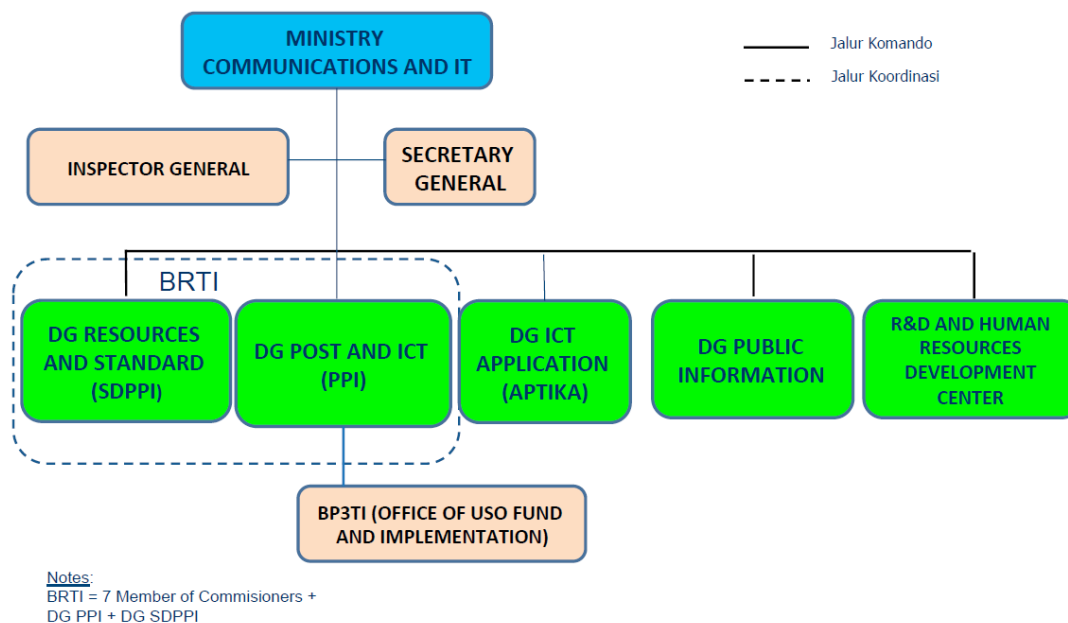 MINISTRY
COMMUNICATIONS AND IT
Jalur Komando
Jalur Koordinasi
INSPECTOR GENERAL
SECRETARY
GENERAL
BRTI
DG RESOURCES
AND STANDARD
(SDPPI)
DG POST AND ICT
(PPI)
DG ICT
APPLICATION
(APTIKA)
DG PUBLIC
INFORMATION
R&D AND HUMAN
RESOURCES
DEVELOPMENT
CENTER
BP3TI (OFFICE OF USO FUND
AND IMPLEMENTATION)
Notes:
BRTI = 7 Member of Commisioners +
DG PPI + DG SDPPI